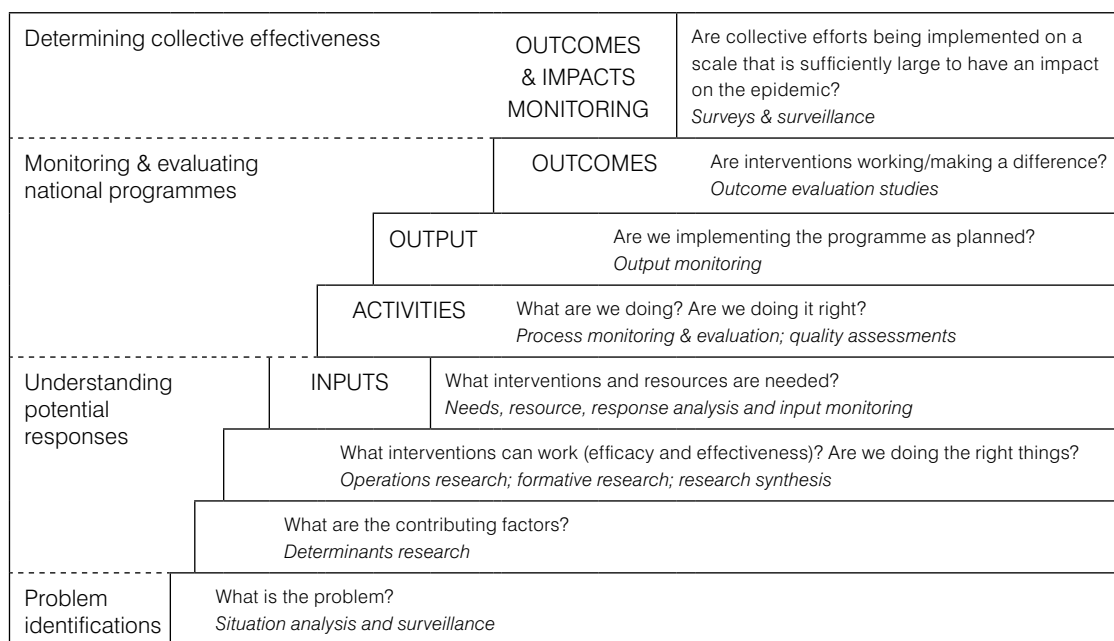 Determining collective effectiveness
OUTCOMES
& IMPACTS
MONITORING
Are collective efforts being implemented on a
scale that is sufficiently large to have an impact
on the epidemic?
Surveys & surveillance
Monitoring & evaluating
national programmes
OUTCOMES
Are interventions working/making a difference?
Outcome evaluation studies
OUTPUT
Are we implementing the programme as planned?
Output monitoring
ACTIVITIES
What are we doing? Are we doing it right?
Process monitoring & evaluation; quality assessments
Understanding
potential
responses
INPUTS
What interventions and resources are needed?
Needs, resource, response analysis and input monitoring
What interventions can work (efficacy and effectiveness)? Are we doing the right things?
Operations research; formative research; research synthesis
What are the contributing factors?
Determinants research
Problem
identifications
What is the problem?
Situation analysis and surveillance